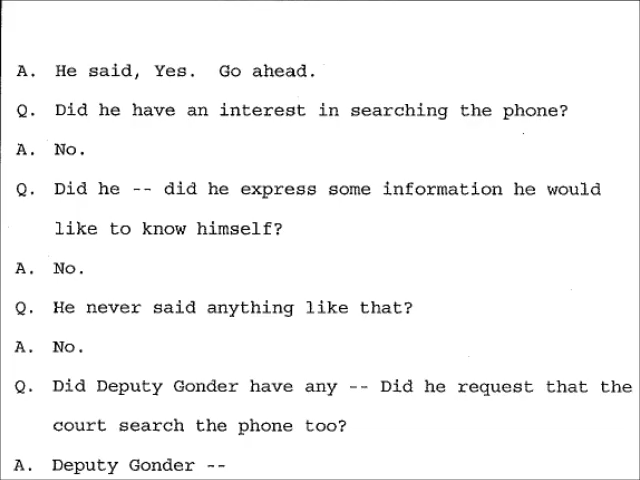 A. He said, Yes. Go ahead.
Q. Did he have an interest in searching the phone?
A. No.
Q. Did he -- did he express some information he would
like to know himself?
A. No.
Q. He never said anything like that?
A. No.
Q. Did Deputy Gonder have any -- Did he request that the
court search the phone too?
A. Deputy Gonder --